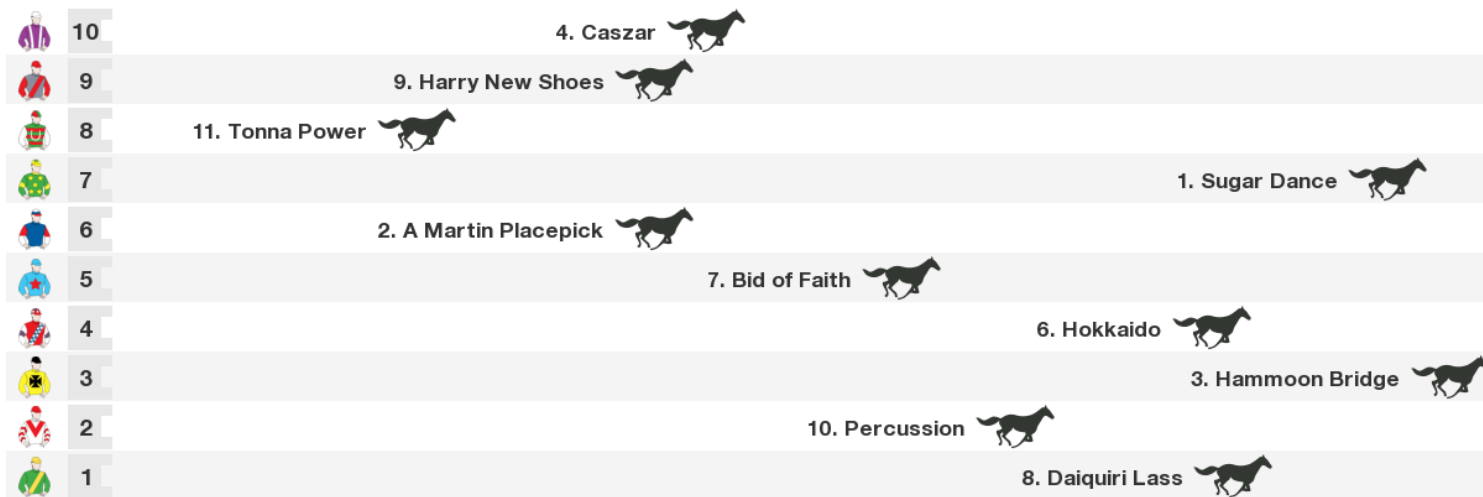 10 4. Caszar
9 9. Harry New Shoes
8 11. Tonna Power
7 1. Sugar Dance
6 2. A Martin Placepick
5 7. Bid of Faith
4 6. Hokkaido
3 3. Hammoon Bridge
2 10. Percussion
1 8. Daiquiri Lass